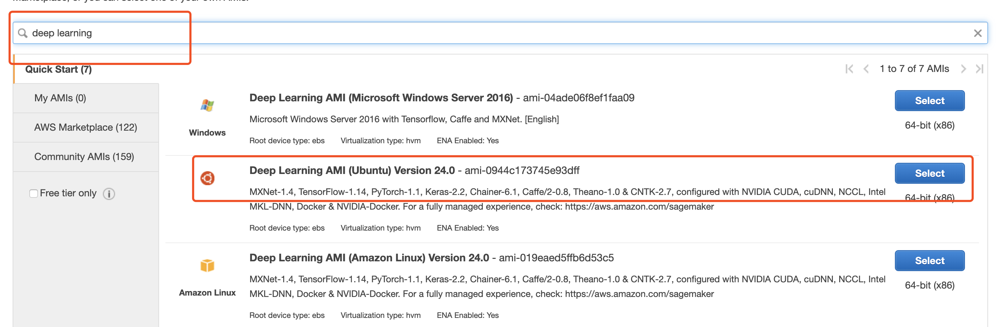 Marketplace; or you can select one of your own AMIs.
deep learning
Quick Start (7)
1 to 7 of 7 AMIs
My AMIs (0)
AWS Marketplace (122)
Community AMIs (159)
Free tier only
Windows
Deep Learning AMI (Microsoft Windows Server 2016) - ami-04ade06f8ef1faa09
Microsoft Windows Server 2016 with Tensorflow, Caffe and MXNet. [English]
Root device type: ebs Virtualization type: hvm ENA Enabled: Yes
Select
64-bit (x86)
Deep Learning AMI (Ubuntu) Version 24.0 - ami-0944c173745e93dff
MXNet-1.4, TensorFlow-1.14, PyTorch-1.1, Keras-2.2, Chainer-6.1, Caffe/2-0.8, Theano-1.0 & CNTK-2.7, configured with NVIDIA CUDA, cuDNN, NCCL, Intel
MKL-DNN, Docker & NVIDIA-Docker. For a fully managed experience, check: https://aws.amazon.com/sagemaker
Root device type: ebs Virtualization type: hvm ENA Enabled: Yes
Select
64-bit (x86)
Amazon Linux
Deep Learning AMI (Amazon Linux) Version 24.0 - ami-019eaed5ffb6d53c5
MXNet-1.4, TensorFlow-1.14, PyTorch-1.1, Keras-2.2, Chainer-6.1, Caffe/2-0.8, Theano-1.0 & CNTK-2.7, configured with NVIDIA CUDA, cuDNN, NCCL, Intel
MKL-DNN, Docker & NVIDIA-Docker. For a fully managed experience, check: https://aws.amazon.com/sagemaker
Root device type: ebs Virtualization type: hvm ENA Enabled: Yes
Select
64-bit (x86)